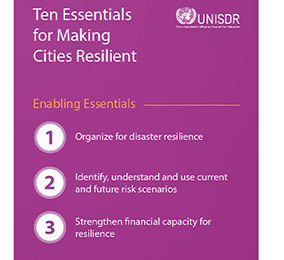 Ten Essentials
for Making
Cities Resilient
UNISDR
Enabling Essentials
1
Organize for disaster resilience
2
Identify, understand and use current
and future risk scenarios
3
Strengthen financial capacity for
resilience